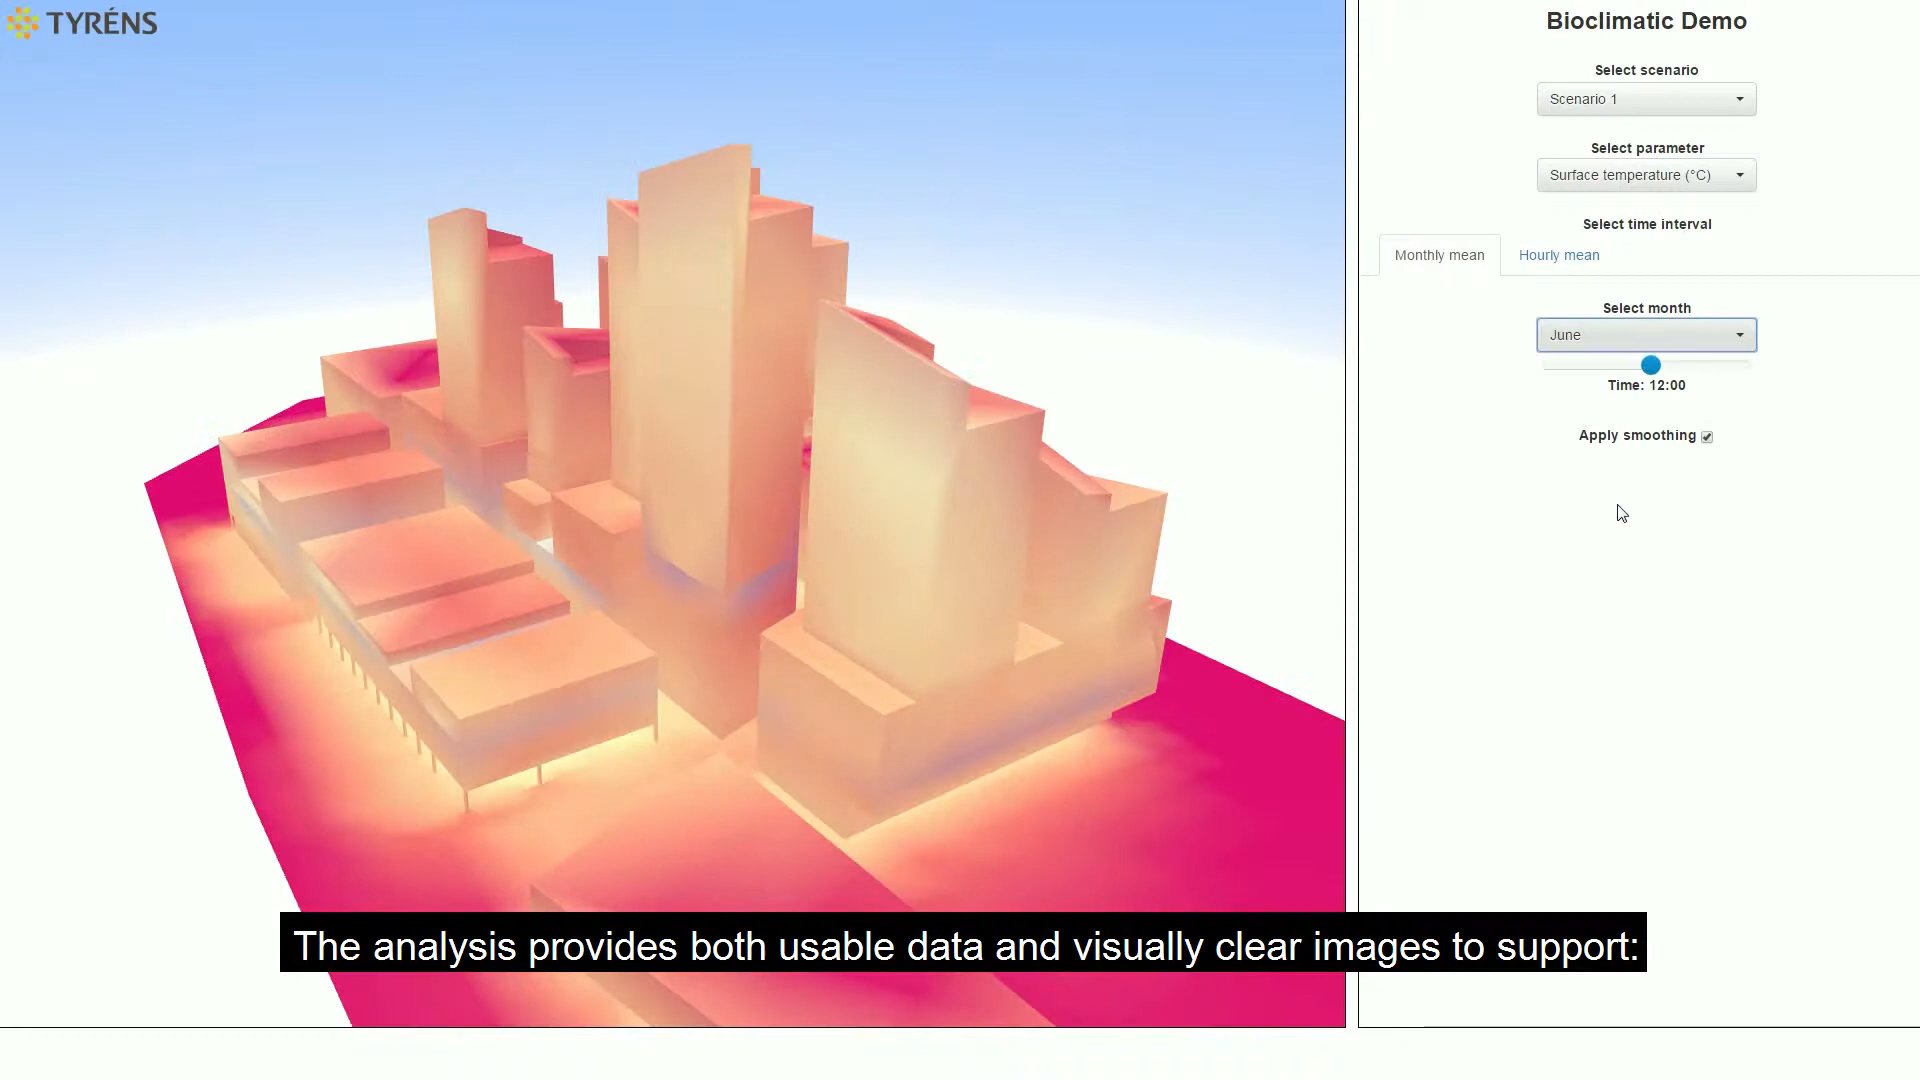 TYRÉNS
Bioclimatic Demo
Select scenario
Scenario 1
Select parameter
Surface temperature (°C)
Select time interval
Monthly mean
Hourly mean
Select month
June
Time: 12:00
Apply smoothing
The analysis provides both usable data and visually clear images to support: